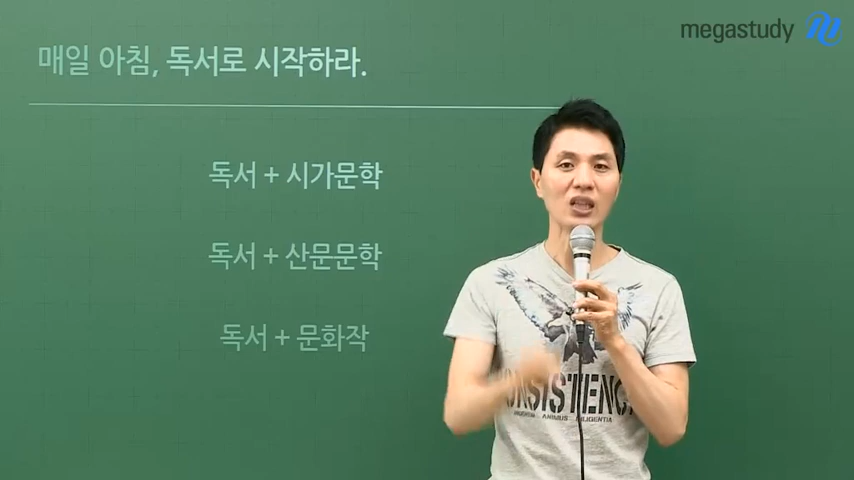 megastudy
매일 아침, 독서로 시작하라.
독서 + 시가문학
독서 + 산문문학
독서 + 문화작
ANIMUS